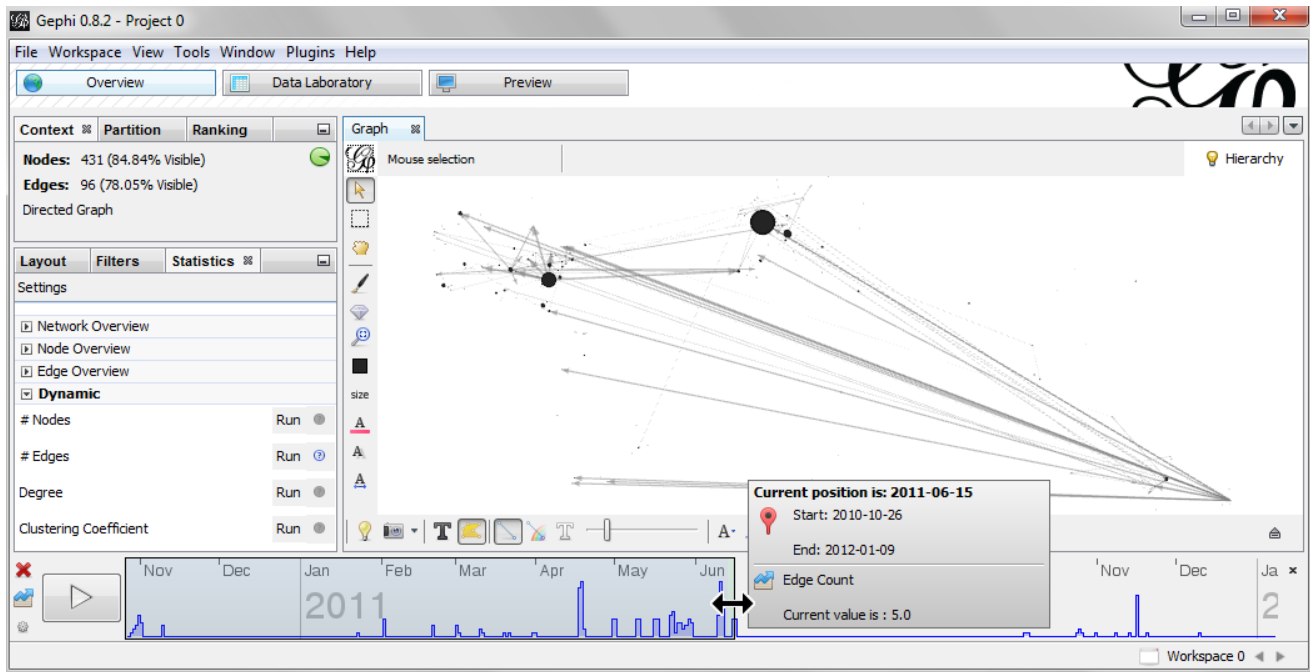 Gephi 0.8.2 - Project 0
File Workspace View Tools Window Plugins Help
Overview
Data Laboratory
Preview
Context Partition Ranking
Nodes: 431 (84.84% Visible)
Edges: 96 (78.05% Visible)
Directed Graph
Layout Filters Statistics
Settings
Network Overview
Node Overview
Edge Overview
Dynamic
# Nodes Run
# Edges Run
Degree Run
Clustering Coefficient Run
Graph
Mouse selection
Hierarchy
size
A
A
A
T T A-
Current position is: 2011-06-15
Start: 2010-10-26
End: 2012-01-09
Edge Count
Current value is : 5.0
'Nov 'Dec Jan 'Feb 'Mar 'Apr 'May 'Jun 'Nov 'Dec Ja
2011 2
Workspace 0